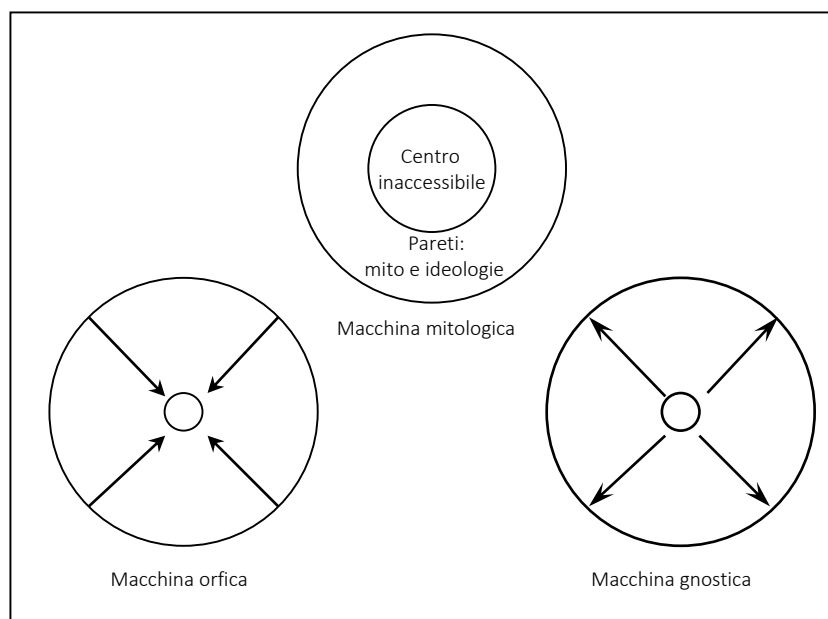 Centro
inaccessibile
Pareti:
mito e ideologie
Macchina mitologica
Macchina orfica
Macchina gnostica